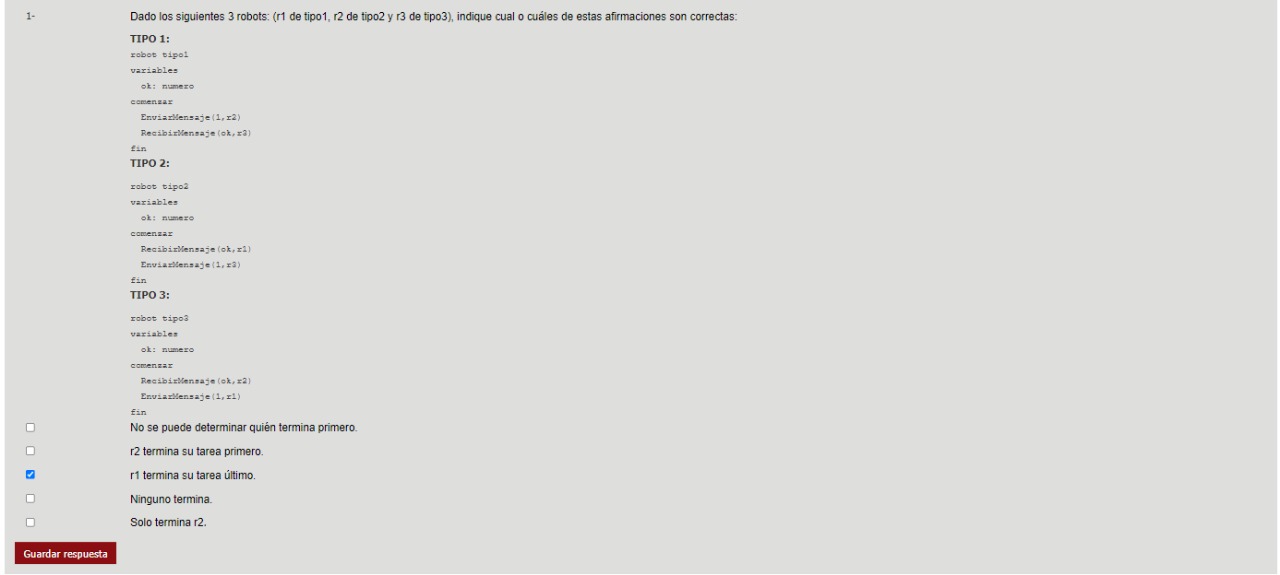 1- Dado los siguientes 3 robots: (r1 de tipo1, r2 de tipo2 y r3 de tipo3), indique cual o cuáles de estas afirmaciones son correctas:
TIPO 1:
robot tipo1
variables
ok: numero
comenzar
EnviarMensaje(1,r2)
RecibirMensaje(ok,r3)
fin
TIPO 2:
robot tipo2
variables
ok: numero
comenzar
RecibirMensaje(ok,r1)
EnviarMensaje(1,r3)
fin
TIPO 3:
robot tipo3
variables
ok: numero
comenzar
RecibirMensaje(ok,r2)
EnviarMensaje(1,r1)
fin
No se puede determinar quién termina primero.
r2 termina su tarea primero.
r1 termina su tarea último.
Ninguno termina.
Solo termina r2.
Guardar respuesta